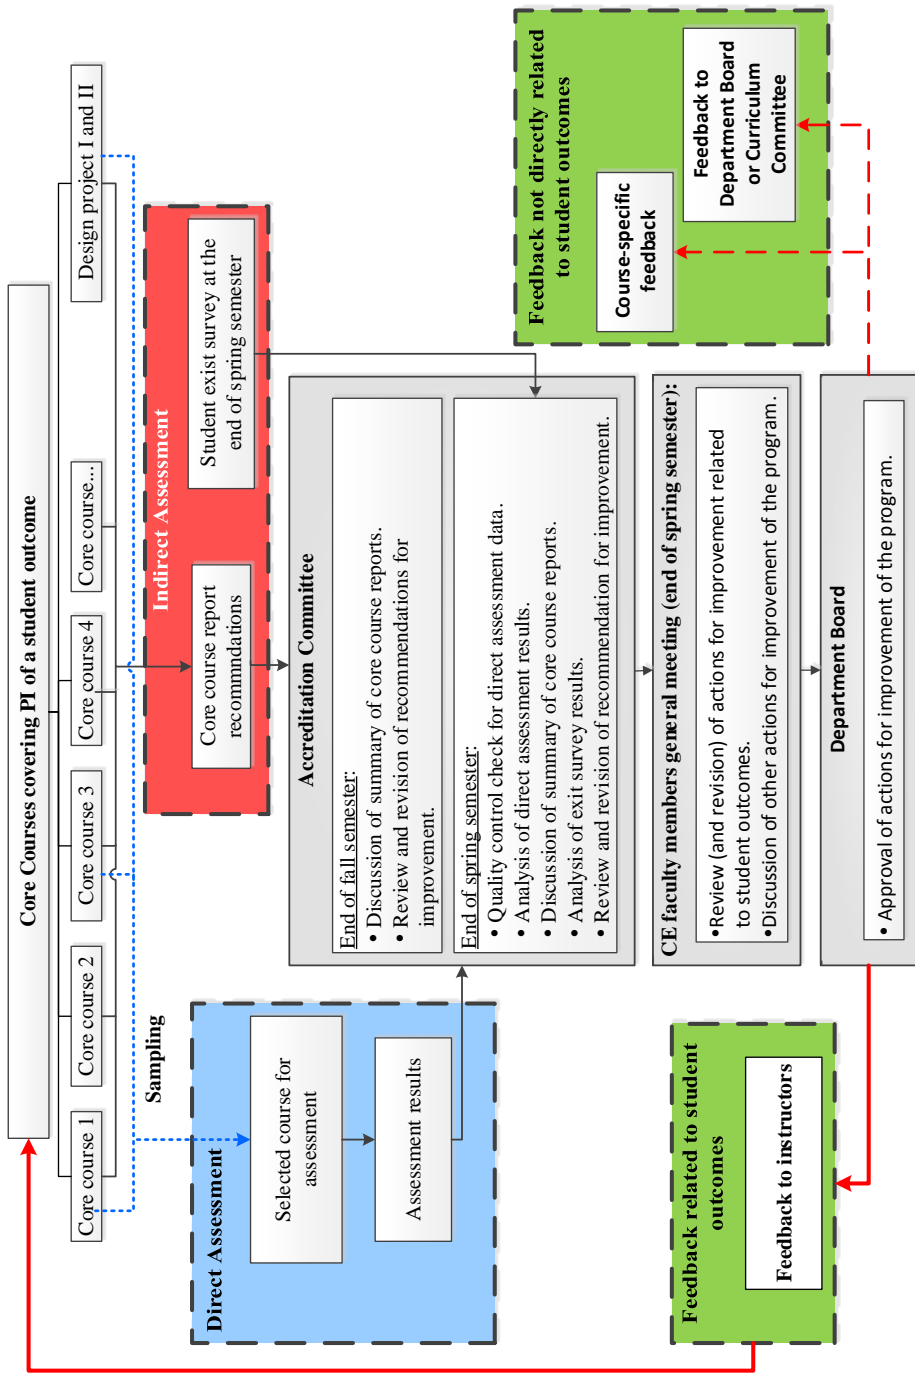 Core Courses covering PI of a student outcome
Core course 1
Core course 2
Core course 3
Core course 4
Core course...
Design project I and II
Sampling
Direct Assessment
Selected course for
assessment
Assessment results
Indirect Assessment
Core course report
recommndations
Student exist survey at the
end of spring semester
Accreditation Committee
End of fall semester:
• Discussion of summary of core course reports.
• Review and revision of recommendations for
improvement.
End of spring semester:
• Quality control check for direct assessment data.
• Analysis of direct assessment results.
• Discussion of summary of core course reports.
• Analysis of exit survey results.
• Review and revision of recommendation for improvement.
CE faculty members general meeting (end of spring semester):
•Review (and revision) of actions for improvement related
to student outcomes.
•Discussion of other actions for improvement of the program.
Department Board
• Approval of actions for improvement of the program.
Feedback related to student
outcomes
Feedback to instructors
Feedback not directly related
to student outcomes
Course-specific
feedback
Feedback to
Department Board
or Curriculum
Committee